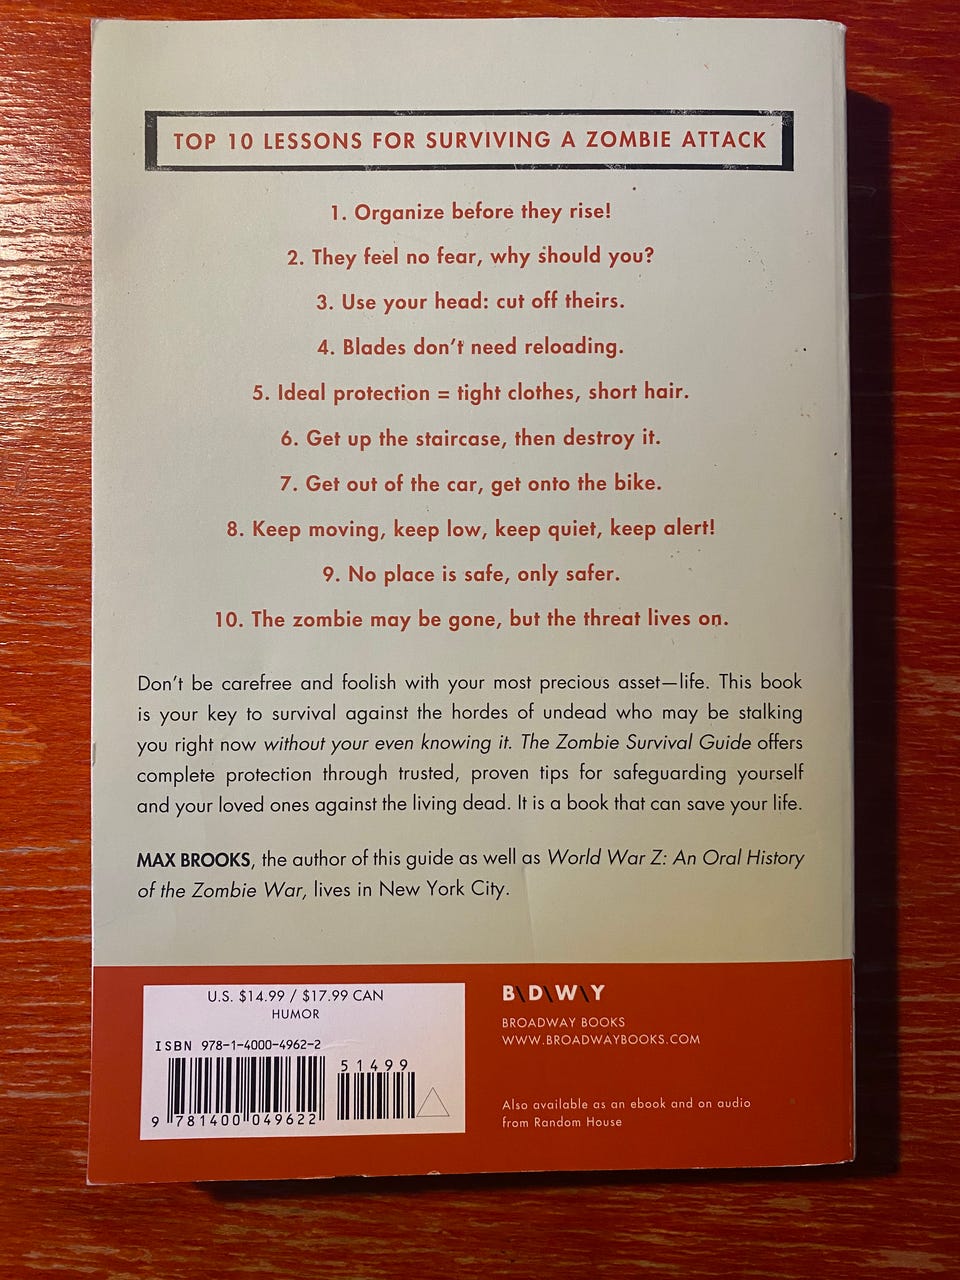 TOP 10 LESSONS FOR SURVIVING A ZOMBIE ATTACK
1. Organize before they rise!
2. They feel no fear, why should you?
3. Use your head: cut off theirs.
4. Blades don't need reloading.
5. Ideal protection = tight clothes, short hair.
6. Get up the staircase, then destroy it.
7. Get out of the car, get onto the bike.
8. Keep moving, keep low, keep quiet, keep alert!
9. No place is safe, only safer.
10. The zombie may be gone, but the threat lives on.
Don't be carefree and foolish with your most precious asset—life. This book
is your key to survival against the hordes of undead who may be stalking
you right now without your even knowing it. The Zombie Survival Guide offers
complete protection through trusted, proven tips for safeguarding yourself
and your loved ones against the living dead. It is a book that can save your life.
MAX BROOKS, the author of this guide as well as World War Z: An Oral History
of the Zombie War, lives in New York City.
U.S. $14.99 / $17.99 CAN
HUMOR
ISBN 978-1-4000-4962-2
51499
9 781400 049622
B\D\W\Y
BROADWAY BOOKS
WWW.BROADWAYBOOKS.COM
Also available as an ebook and on audio
from Random House